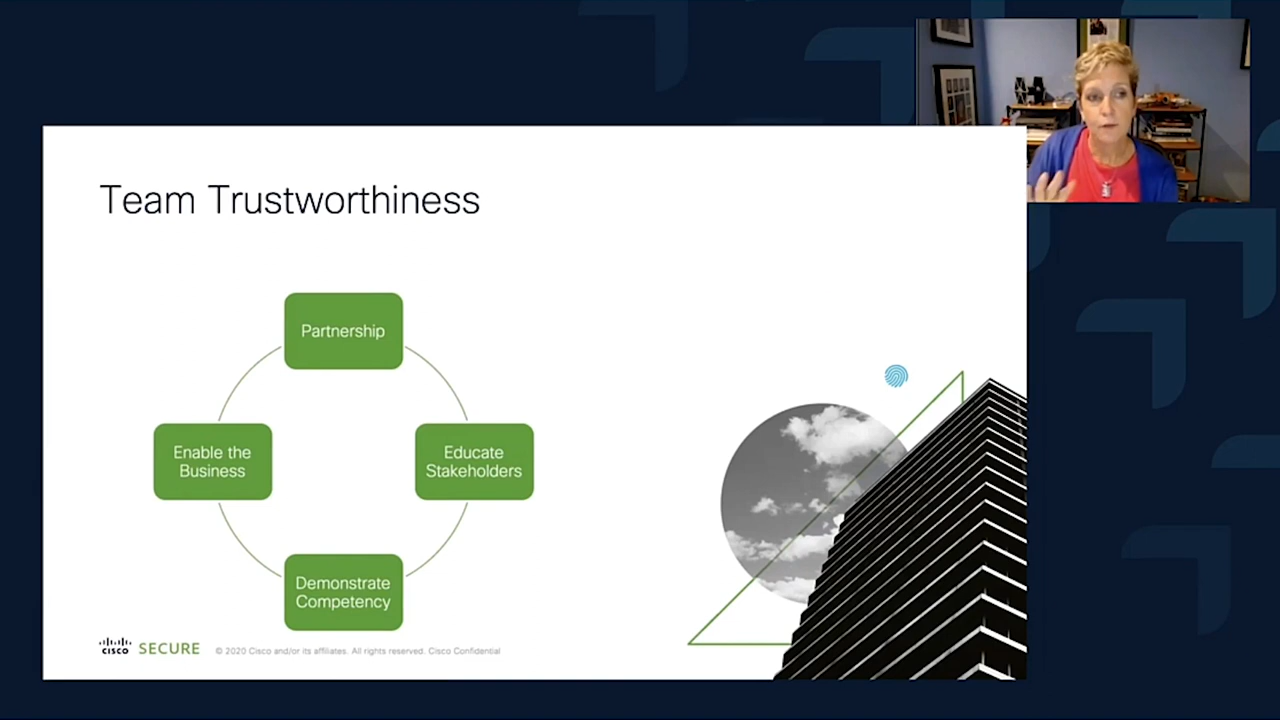 Team Trustworthiness
Partnership
Enable the
Business
Educate
Stakeholders
Demonstrate
Competency
cisco SECURE © 2020 Cisco and/or its affiliates. All rights reserved. Cisco Confidential